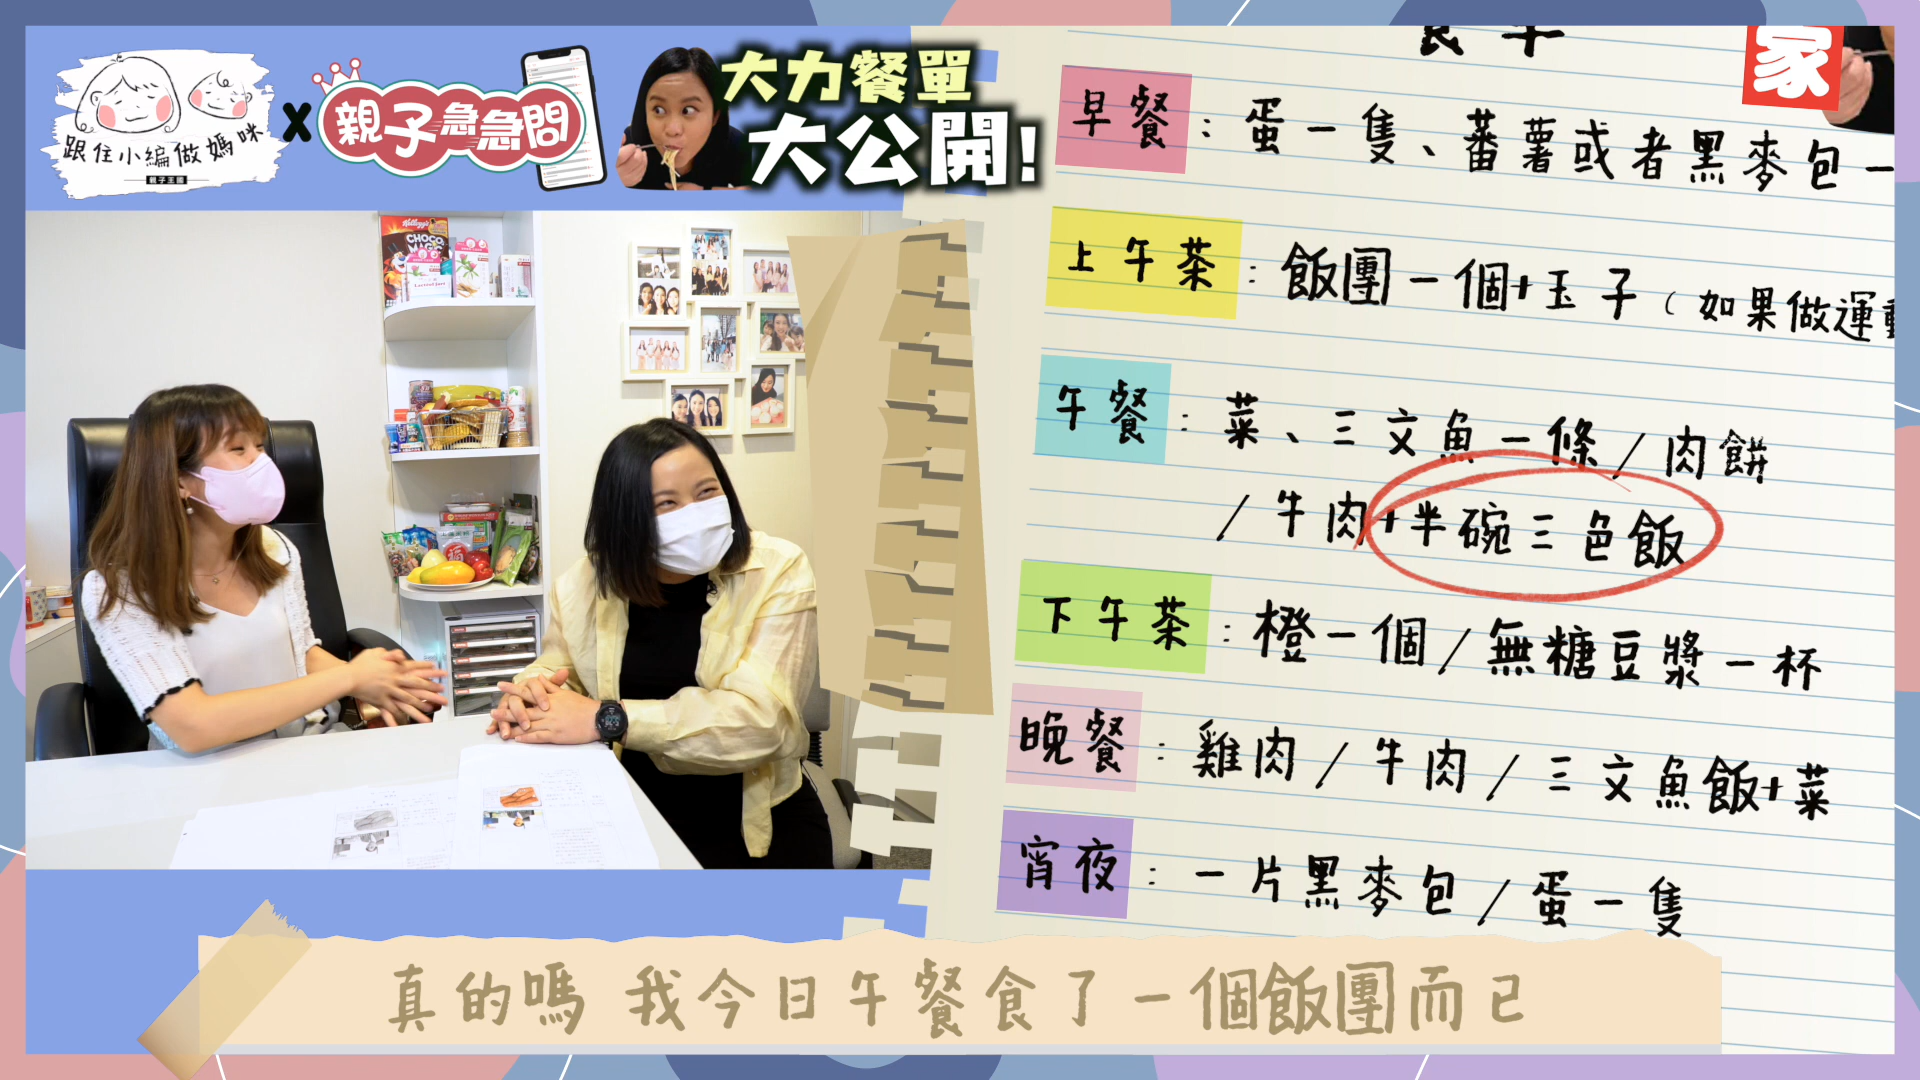 跟住小編做媽咪
親子王國
x
親子急急問
大力餐單
大公開!
家
早餐：蛋一隻、蕃薯或者黑麥包一
上午茶：飯團一個+玉子（如果做運動
午餐：菜、三文魚一條/肉餅
/牛肉+半碗三色飯
下午茶：橙一個/無糖豆漿一杯
晚餐：雞肉/牛肉/三文魚飯+菜
宵夜：一片黑麥包/蛋一隻
Kellogg's
CHOCO
MAGIC
真的嗎 我今日午餐食了一個飯團而已